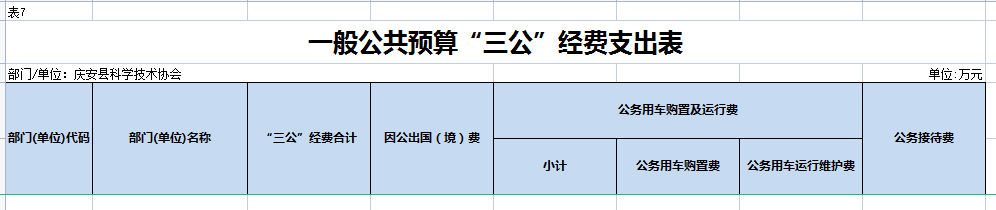 表7
一般公共预算“三公”经费支出表
部门/单位：庆安县科学技术协会 单位:万元
部门(单位)代码 部门(单位)名称 “三公”经费合计 因公出国（境）费 公务用车购置及运行费 公务接待费
小计 公务用车购置费 公务用车运行维护费